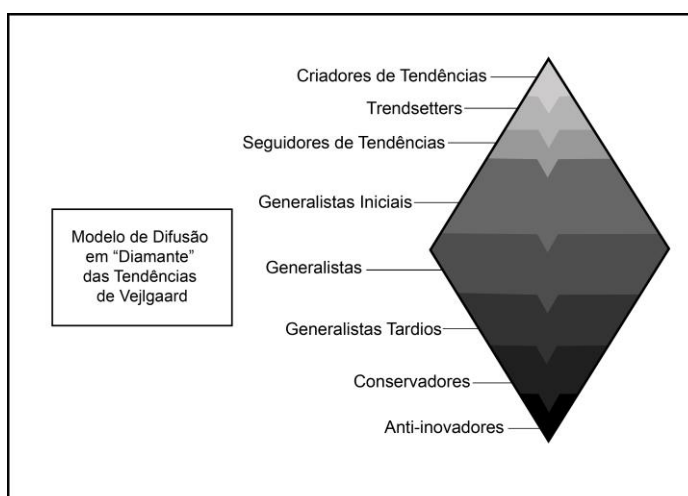 Criadores de Tendências
Trendsetters
Seguidores de Tendências
Generalistas Iniciais
Modelo de Difusão
em “Diamante”
das Tendências
de Vejlgaard
Generalistas
Generalistas Tardios
Conservadores
Anti-inovadores